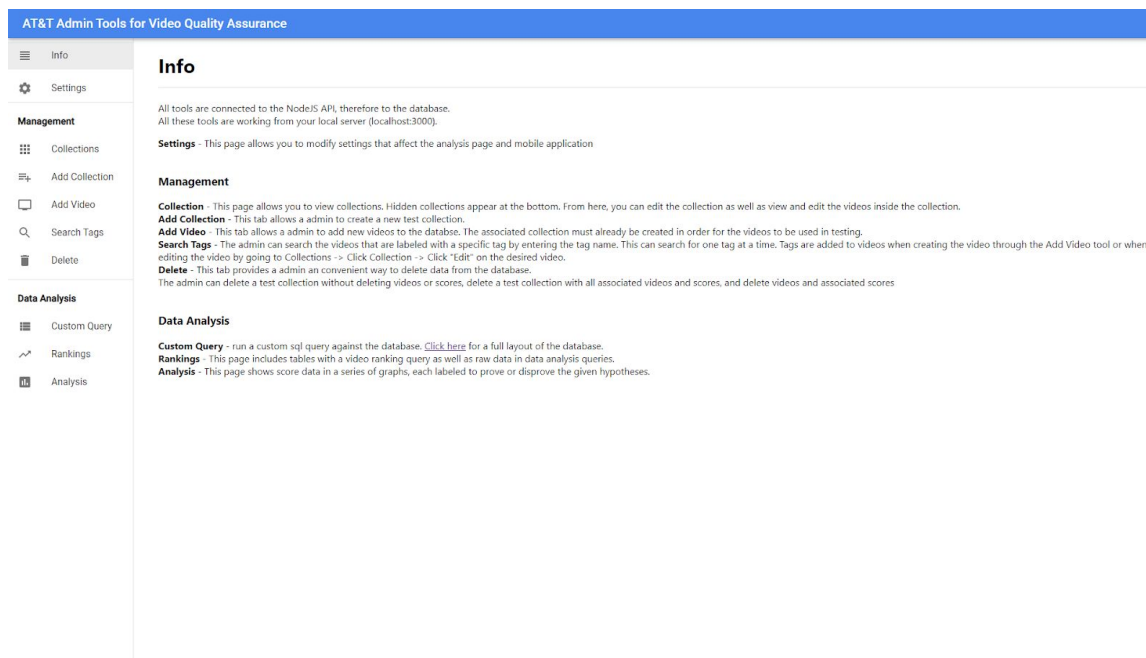 AT&T Admin Tools for Video Quality Assurance
Info
Settings
Management
Collections
Add Collection
Add Video
Search Tags
Delete
Data Analysis
Custom Query
Rankings
Analysis
Info
All tools are connected to the NodeJS API, therefore to the database.
All these tools are working from your local server (localhost:3000).
Settings - This page allows you to modify settings that affect the analysis page and mobile application
Management
Collection - This page allows you to view collections. Hidden collections appear at the bottom. From here, you can edit the collection as well as view and edit the videos inside the collection.
Add Collection - This tab allows a admin to create a new test collection.
Add Video - This tab allows a admin to add new videos to the databse. The associated collection must already be created in order for the videos to be used in testing.
Search Tags - The admin can search the videos that are labeled with a specific tag by entering the tag name. This can search for one tag at a time. Tags are added to videos when creating the video through the Add Video tool or when
editing the video by going to Collections -> Click Collection -> Click "Edit" on the desired video.
Delete - This tab provides a admin an convenient way to delete data from the database.
The admin can delete a test collection without deleting videos or scores, delete a test collection with all associated videos and scores, and delete videos and associated scores
Data Analysis
Custom Query - run a custom sql query against the database. Click here for a full layout of the database.
Rankings - This page includes tables with a video ranking query as well as raw data in data analysis queries.
Analysis - This page shows score data in a series of graphs, each labeled to prove or disprove the given hypotheses.